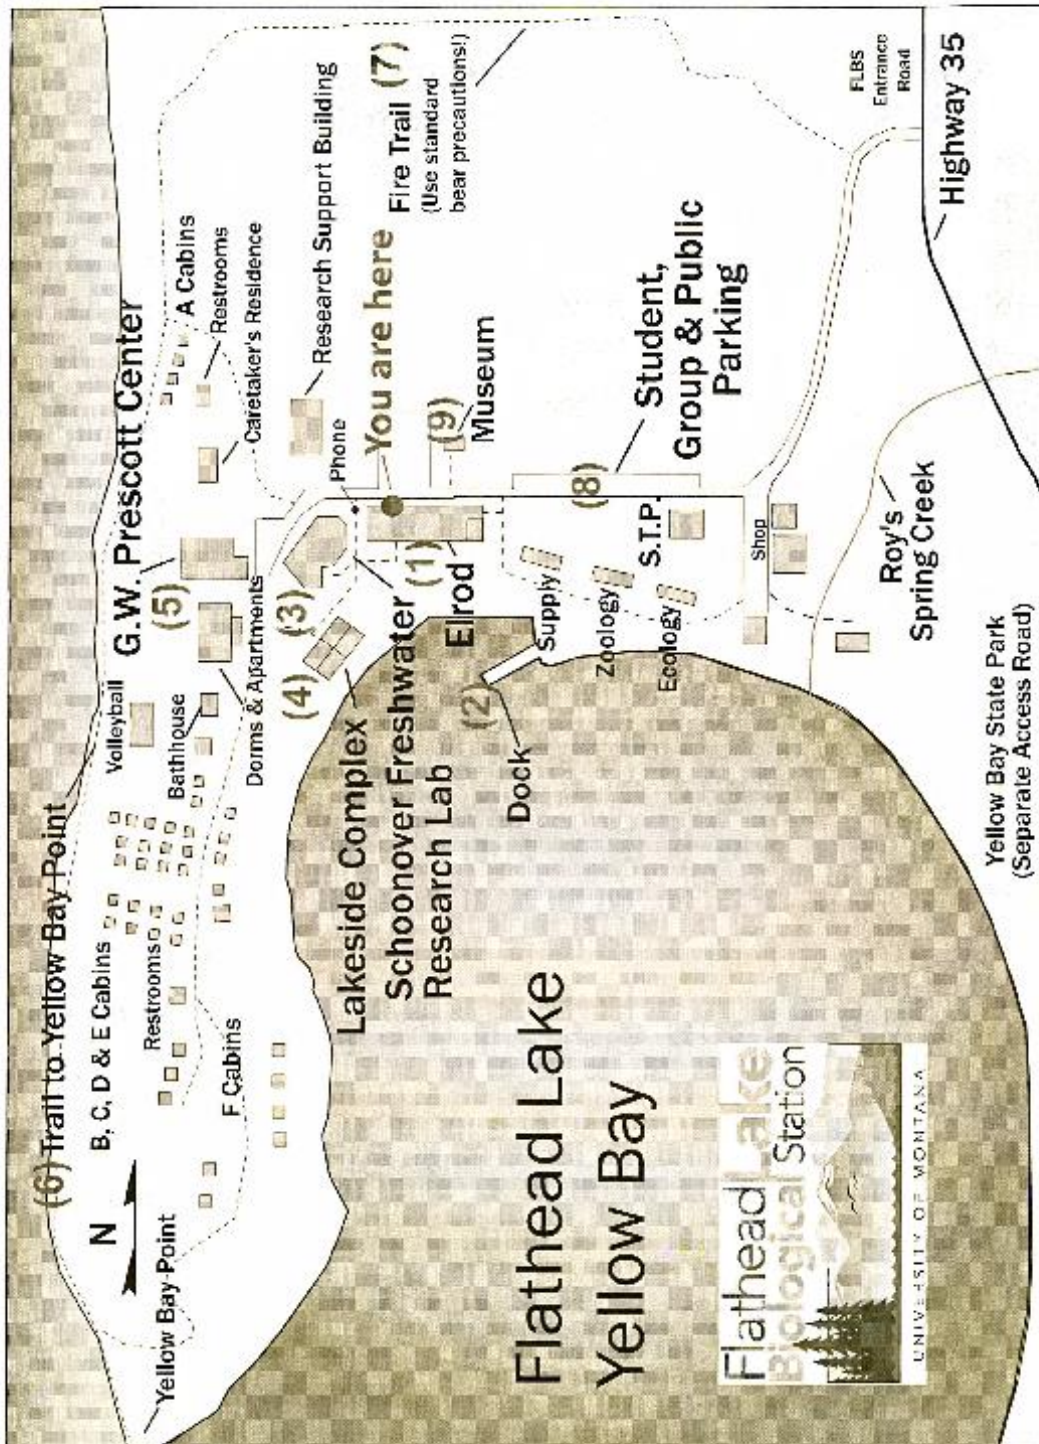 (6) Trail to Yellow Bay Point
B, C, D & E Cabins
N
Yellow Bay Point
Restrooms
F Cabins
Volleyball
Bathhouse
G.W. Prescott Center
(5)
Dorms & Apartments
A Cabins
Restrooms
Caretaker's Residence
Research Support Building
Phone
(3)
(4)
Lakeside Complex
Schoonover Freshwater
Research Lab
You are here
Fire Trail (7)
(Use standard
bear precautions!)
(1)
Elrod
(9)
Museum
(2)
Dock
(8)
Student,
Group & Public
Parking
Supply
Zoology
Ecology
S.T.P.
Shop
FLBS
Entrance
Road
Highway 35
Roy's
Spring Creek
Yellow Bay State Park
(Separate Access Road)
Flathead Lake
Yellow Bay
Flathead Lake
Biological Station
UNIVERSITY OF MONTANA